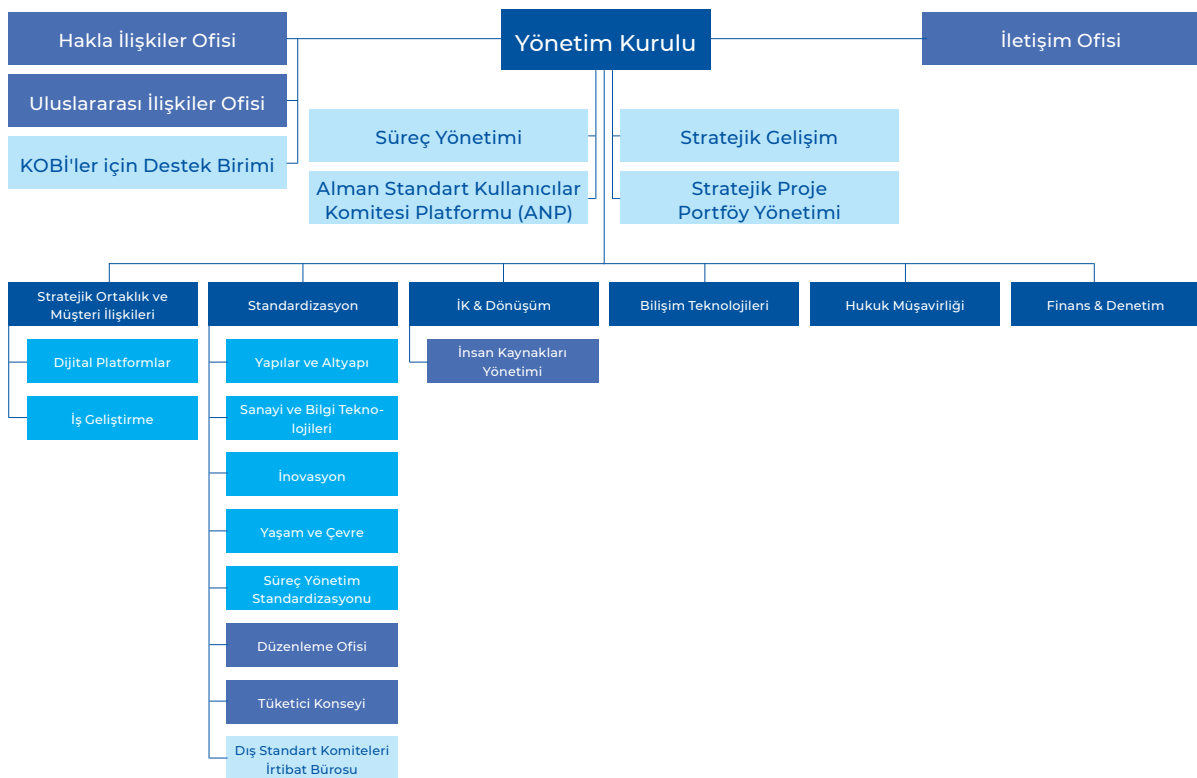 Hakla İlişkiler Ofisi
Yönetim Kurulu
İletişim Ofisi
Uluslararası İlişkiler Ofisi
KOBİ'ler için Destek Birimi
Süreç Yönetimi
Stratejik Gelişim
Alman Standart Kullanıcılar
Komitesi Platformu (ANP)
Stratejik Proje
Portföy Yönetimi
Stratejik Ortaklık ve
Müşteri İlişkileri
Standardizasyon
İK & Dönüşüm
Bilişim Teknolojileri
Hukuk Müşavirliği
Finans & Denetim
Dijital Platformlar
İş Geliştirme
Yapılar ve Altyapı
Sanayi ve Bilgi Tekno-
lojileri
İnovasyon
Yaşam ve Çevre
Süreç Yönetim
Standardizasyonu
Düzenleme Ofisi
Tüketici Konseyi
Dış Standart Komiteleri
İrtibat Bürosu
İnsan Kaynakları
Yönetimi